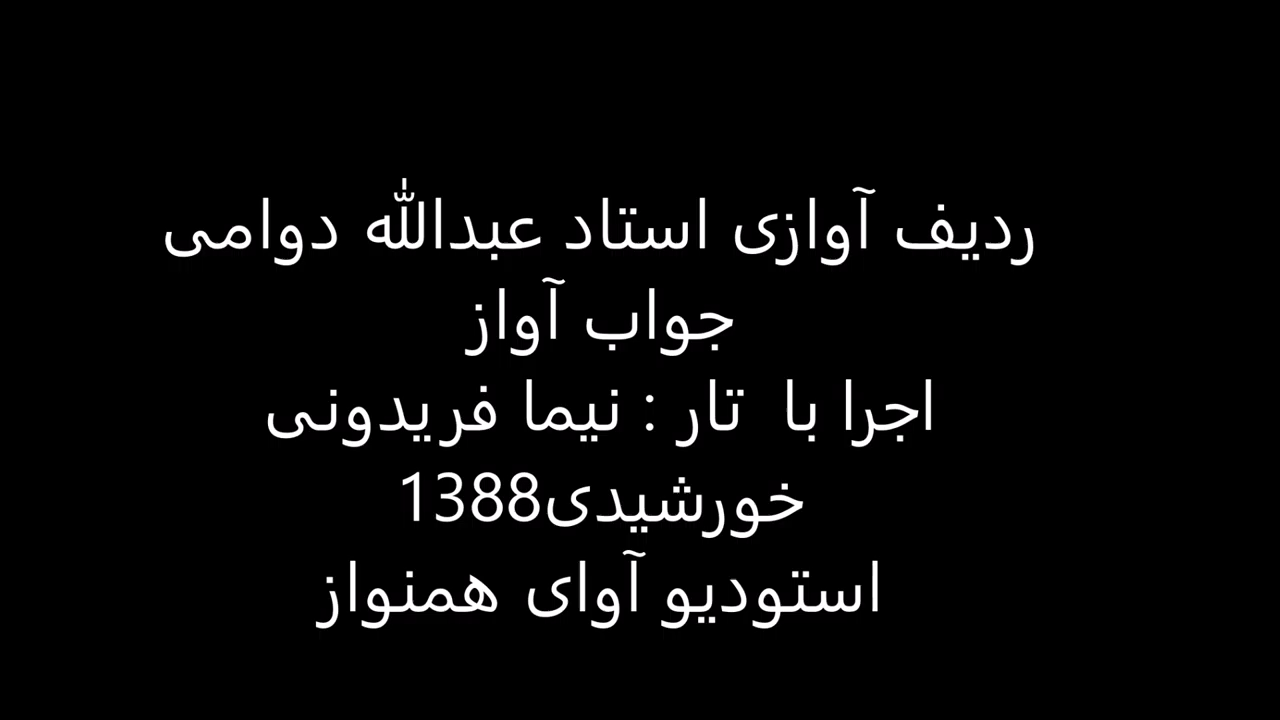 ردیف آوازی استاد عبدالله دوامی
جواب آواز
اجرا با تار : نیما فریدونی
خورشیدی1388
استودیو آوای همنواز